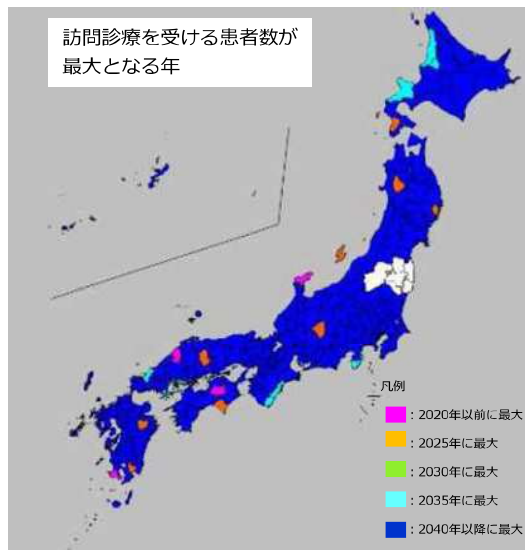 訪問診療を受ける患者数が
最大となる年
凡例
：2020年以前に最大
：2025年に最大
：2030年に最大
：2035年に最大
：2040年以降に最大